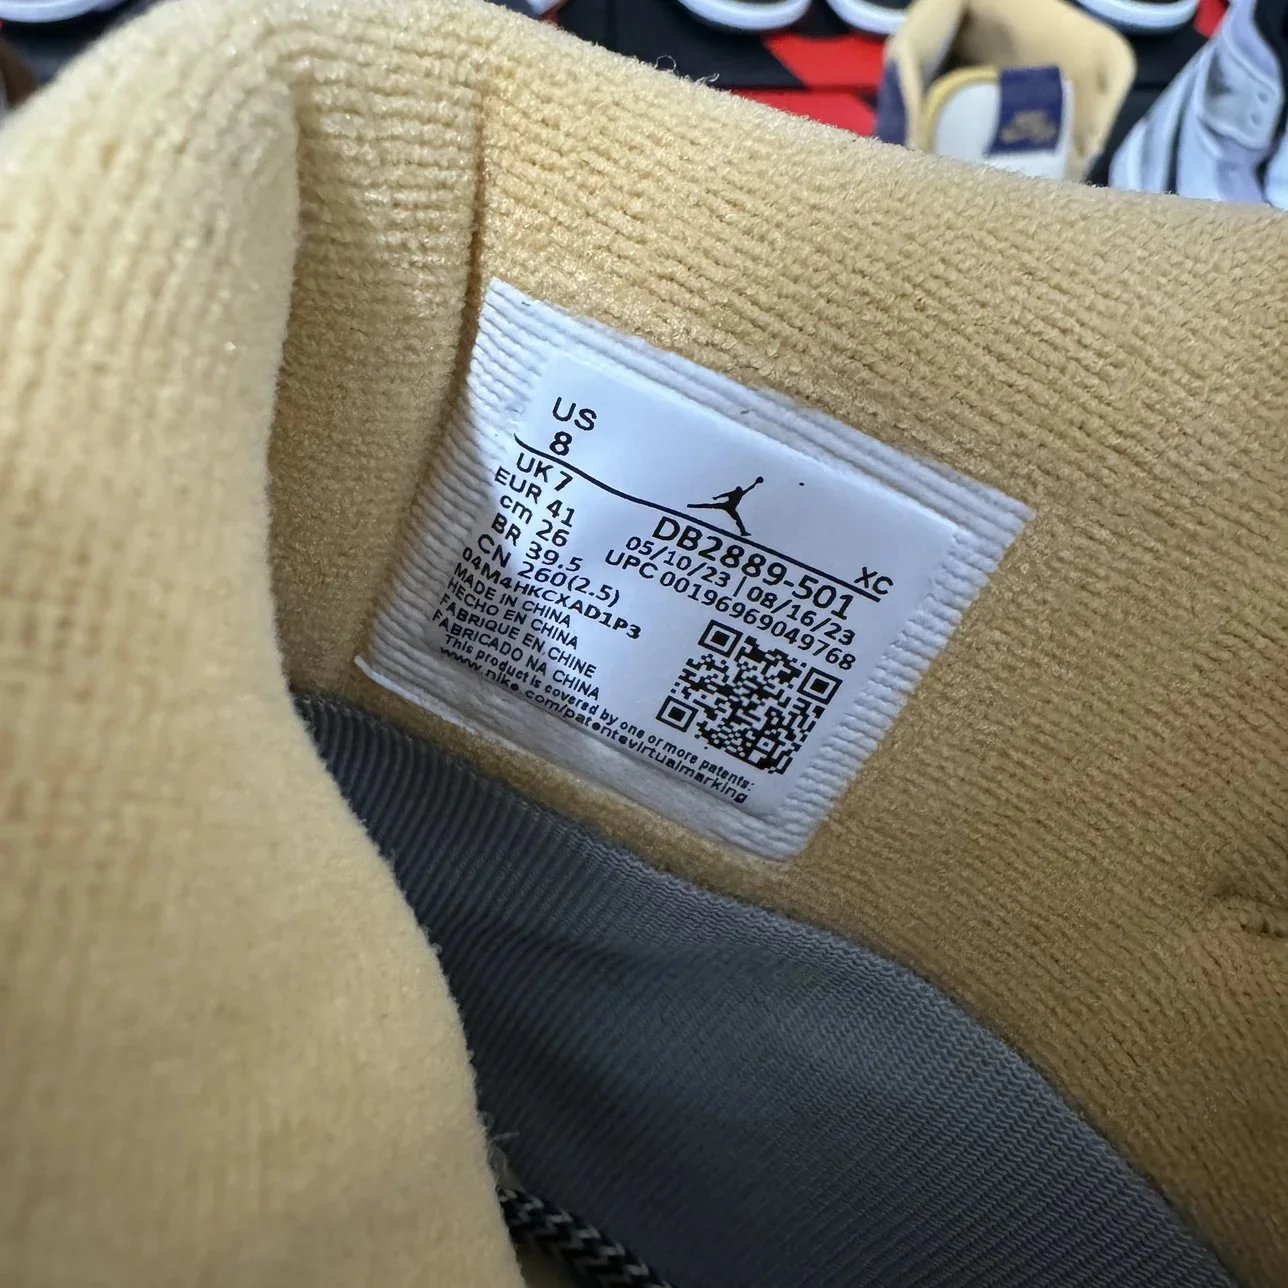 US
8
UK 7
EUR 41
cm 26
BR 39.5
CN 260(2.5)
04M4HKCXAD1P3
MADE IN CHINA
HECHO EN CHINA
FABRIQUE EN CHINE
FABRICADO NA CHINA
This product is covered by one or more patents:
www.nike.com/patentsvirtualmarking
XC
DB2889-501
05/10/23 | 08/16/23
UPC 00196969049768